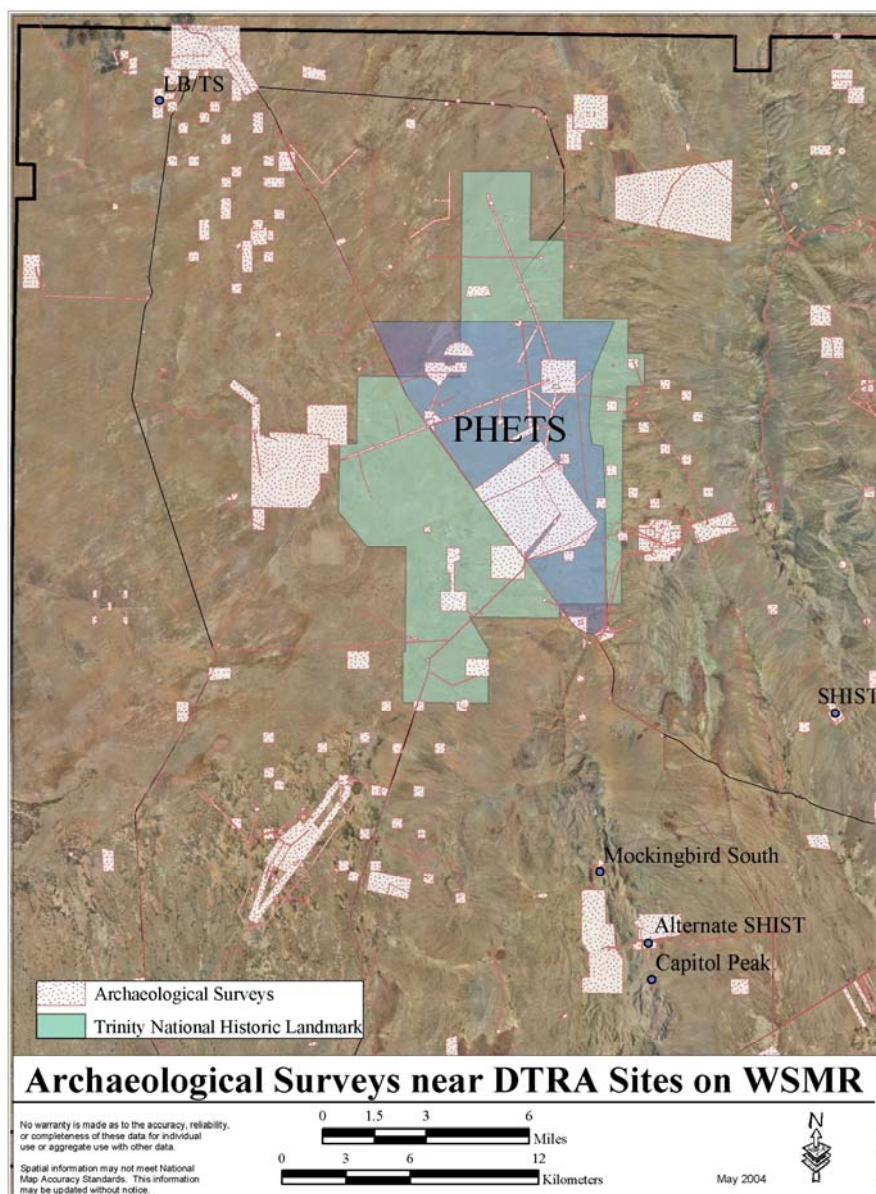 LB/TS
PHETS
SHIST
Mockingbird South
Alternate SHIST
Capitol Peak
Archaeological Surveys
Trinity National Historic Landmark
Archaeological Surveys near DTRA Sites on WSMR
No warranty is made as to the accuracy, reliability,
or completeness of these data for individual
use or aggregate use with other data.
Spatial information may not meet National
Map Accuracy Standards. This information
may be updated without notice.
0 1.5 3 6
Miles
0 3 6 12
Kilometers
N
May 2004